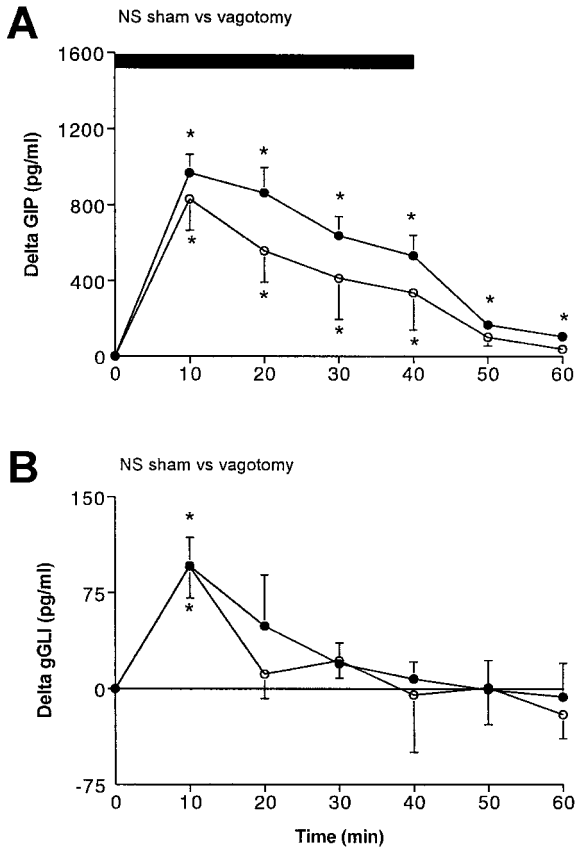 A
NS sham vs vagotomy
1600
1200
800
400
0
Delta GIP (pg/ml)
* * * * * *
* * * *
0 10 20 30 40 50 60
B
NS sham vs vagotomy
150
75
0
-75
Delta gGLI (pg/ml)
*
*
0 10 20 30 40 50 60
Time (min)